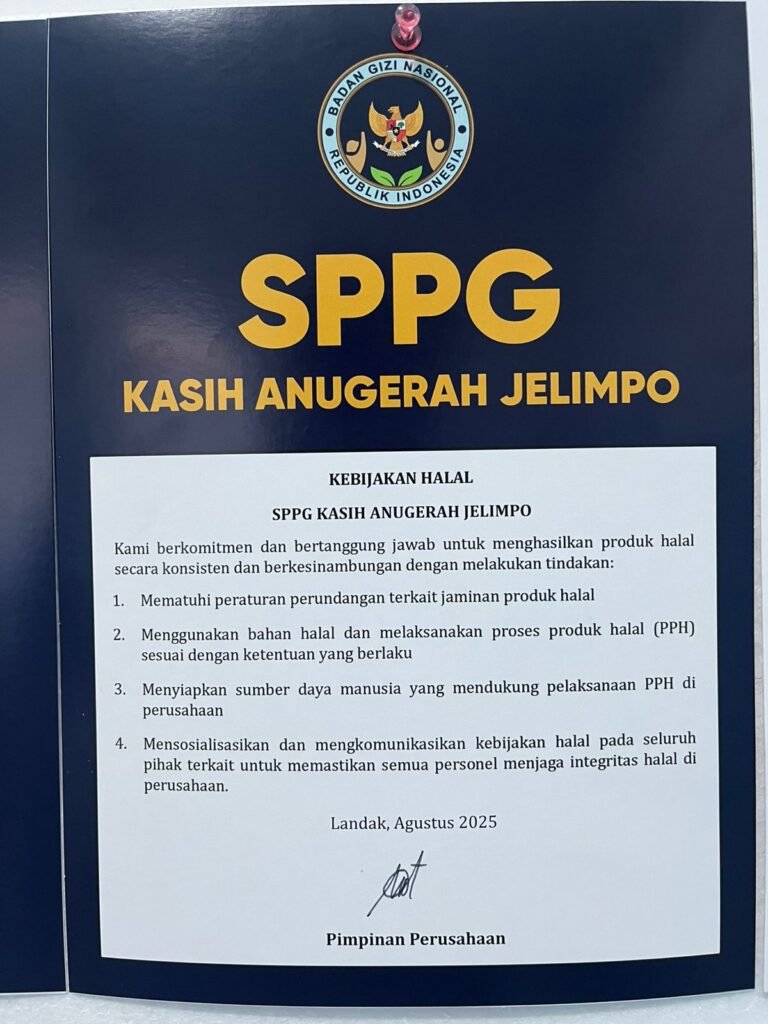 BADAN GIZI NASIONAL
REPUBLIK INDONESIA
SPPG
KASIH ANUGERAH JELIMPO
KEBIJAKAN HALAL
SPPG KASIH ANUGERAH JELIMPO
Kami berkomitmen dan bertanggung jawab untuk menghasilkan produk halal
secara konsisten dan berkesinambungan dengan melakukan tindakan:
1. Mematuhi peraturan perundangan terkait jaminan produk halal
2. Menggunakan bahan halal dan melaksanakan proses produk halal (PPH)
sesuai dengan ketentuan yang berlaku
3. Menyiapkan sumber daya manusia yang mendukung pelaksanaan PPH di
perusahaan
4. Mensosialisasikan dan mengkomunikasikan kebijakan halal pada seluruh
pihak terkait untuk memastikan semua personel menjaga integritas halal di
perusahaan.
Landak, Agustus 2025
Pimpinan Perusahaan